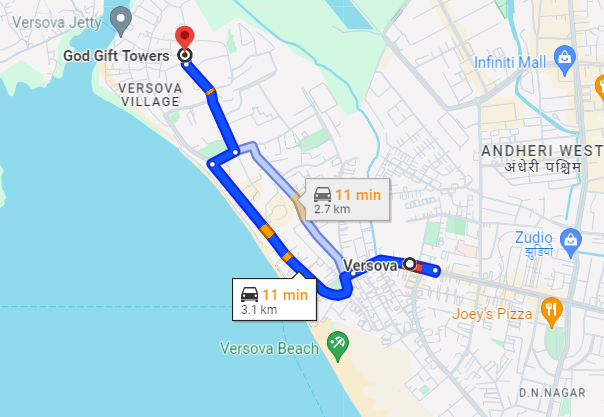 Versova Jetty
God Gift Towers
Infiniti Mall
VERSOVA
VILLAGE
ANDHERI WEST
अंधेरी पश्चिम
11 min
2.7 km
Zudio
झुडिओ
Versova
11 min
3.1 km
Joey's Pizza
Versova Beach
D.N.NAGAR